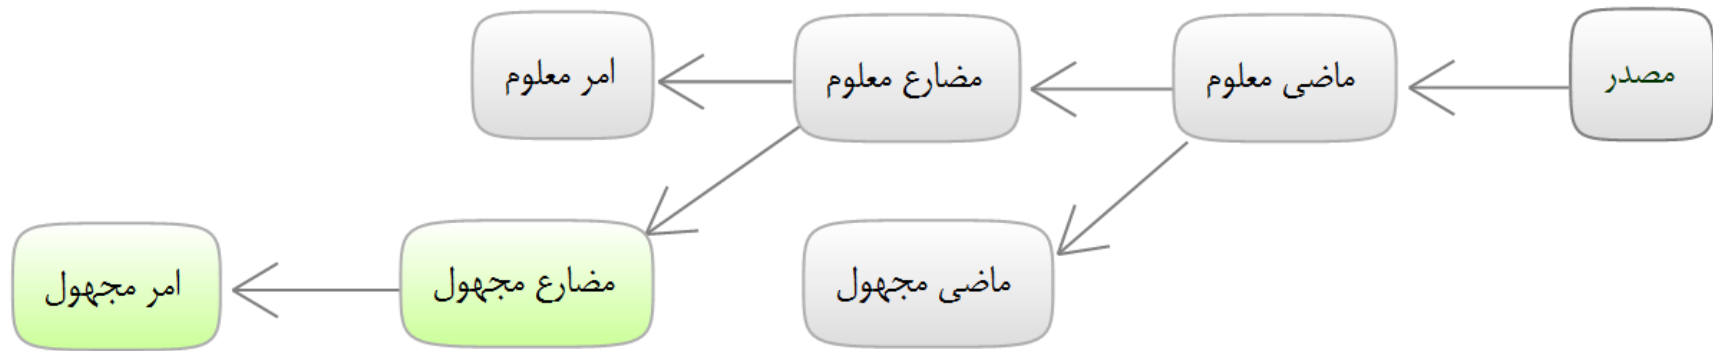 مصدر
ماضی معلوم
مضارع معلوم
امر معلوم
ماضی مجهول
مضارع مجهول
امر مجهول